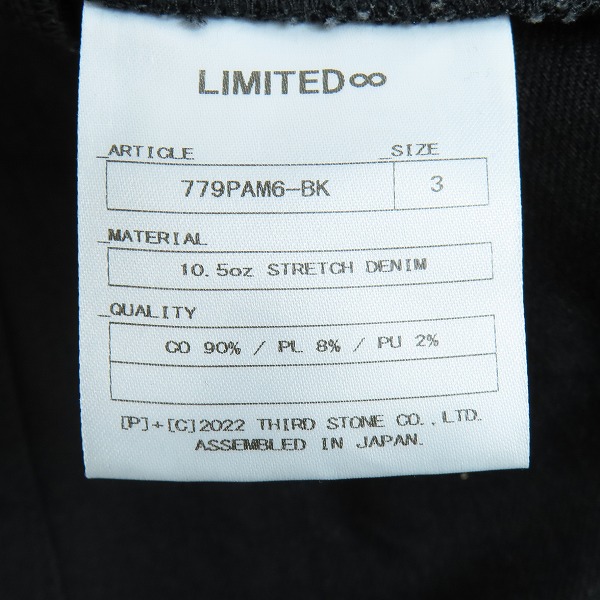 LIMITED∞
_ARTICLE _SIZE
779PAM6-BK 3
_MATERIAL
10.5oz STRETCH DENIM
_QUALITY
CO 90% / PL 8% / PU 2%
[P]+[C]2022 THIRD STONE CO.,LTD.
ASSEMBLED IN JAPAN.